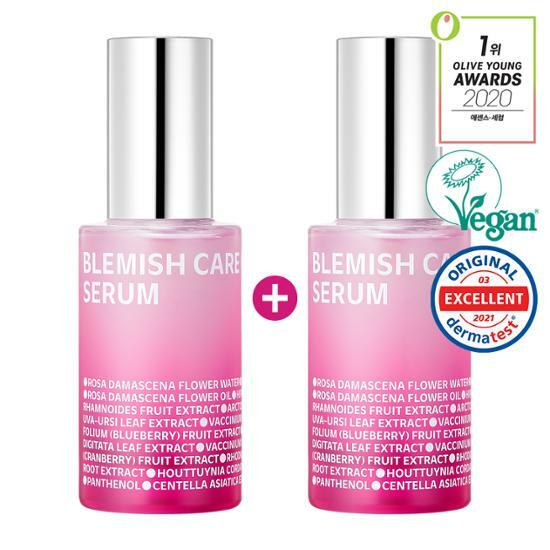 1위
OLIVE YOUNG
AWARDS
2020
에센스·세럼
Vegan
ORIGINAL
03
EXCELLENT
2021
dermatest®
BLEMISH CARE
SERUM
ROSA DAMASCENA FLOWER WATER
ROSA DAMASCENA FLOWER OIL
RHAMNOIDES FRUIT EXTRACT
UVA-URSI LEAF EXTRACT VACCINIUM
FOLIUM (BLUEBERRY) FRUIT EXTRACT
DIGITATA LEAF EXTRACT VACCINIUM
(CRANBERRY) FRUIT EXTRACT
ROOT EXTRACT HOUTTUYNIA
PANTHENOL CENTELLA ASIATICA
+
BLEMISH
SERUM
ROSA DAMASCENA FLOWER WATER
ROSA DAMASCENA FLOWER OIL
RHAMNOIDES FRUIT EXTRACT
UVA-URSI LEAF EXTRACT VACCINIUM
FOLIUM (BLUEBERRY) FRUIT EXTRACT
DIGITATA LEAF EXTRACT VACCINIUM
(CRANBERRY) FRUIT EXTRACT
ROOT EXTRACT HOUTTUYNIA
PANTHENOL CENTELLA ASIATICA